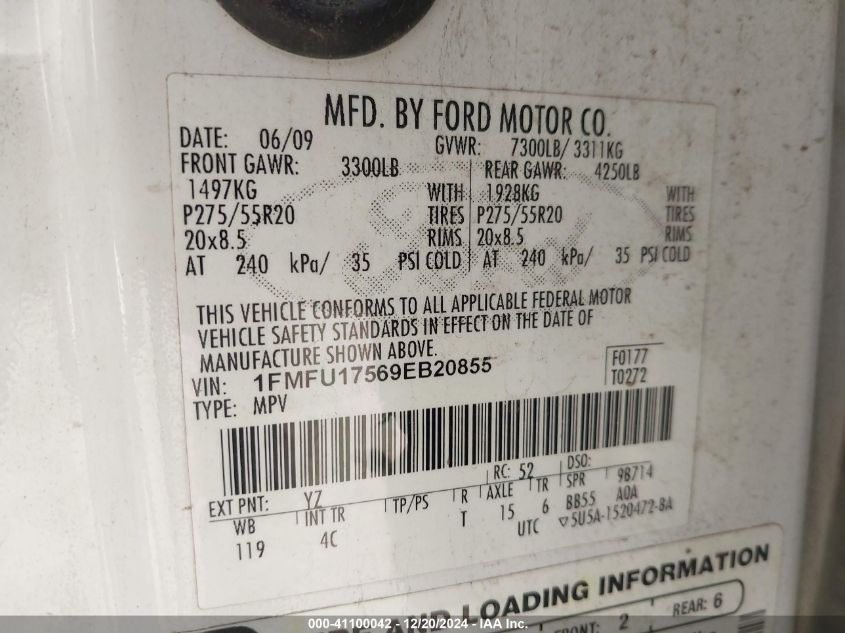 MFD. BY FORD MOTOR CO.
DATE: 06/09 GVWR: 7300LB/ 3311KG
FRONT GAWR: 3300LB REAR GAWR: 4250LB
1497KG WITH 1928KG WITH
P275/55R20 TIRES P275/55R20 TIRES
20x8.5 RIMS 20x8.5 RIMS
AT 240 kPa/ 35 PSI COLD AT 240 kPa/ 35 PSI COLD
THIS VEHICLE CONFORMS TO ALL APPLICABLE FEDERAL MOTOR
VEHICLE SAFETY STANDARDS IN EFFECT ON THE DATE OF
MANUFACTURE SHOWN ABOVE.
VIN: 1FMFU17569EB20855 F0177
TYPE: MPV T0272
EXT PNT: YZ RC: 52 DSO:
WB INT TR TP/PS R AXLE TR SPR 9B714
119 4C T 15 6 BB55 A0A
UTC ▽5U5A-1520472-BA
AND LOADING INFORMATION
FRONT: 2 REAR: 6
000-41100042 - 12/20/2024 - IAA Inc.